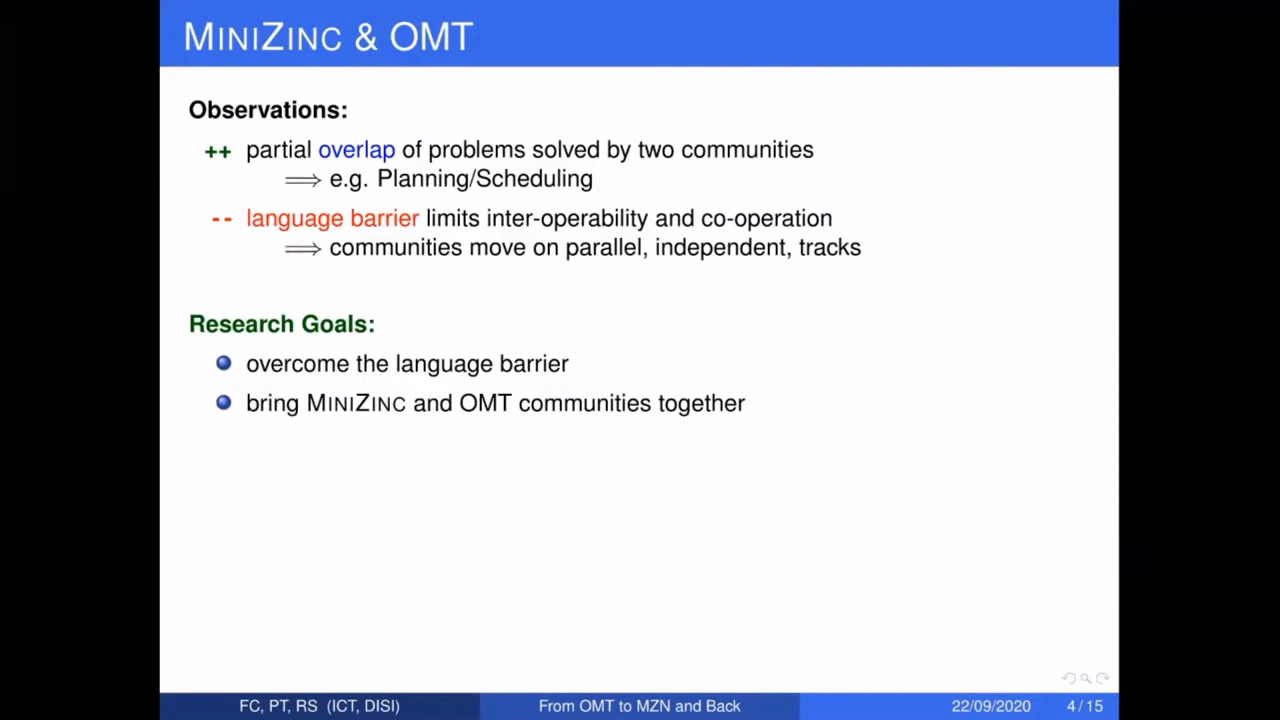 MINIZINC & OMT
Observations:
++ partial overlap of problems solved by two communities
⟹ e.g. Planning/Scheduling
-- language barrier limits inter-operability and co-operation
⟹ communities move on parallel, independent, tracks
Research Goals:
overcome the language barrier
bring MINIZINC and OMT communities together
FC, PT, RS (ICT, DISI) From OMT to MZN and Back 22/09/2020 4 / 15